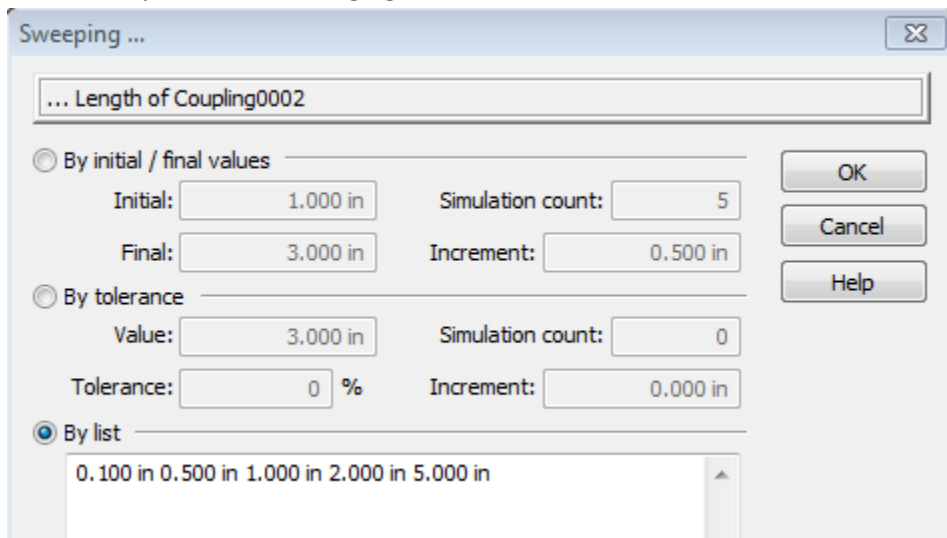 Sweeping ...
... Length of Coupling0002
By initial / final values
Initial: 1.000 in Simulation count: 5
OK
Final: 3.000 in Increment: 0.500 in
Cancel
By tolerance
Help
Value: 3.000 in Simulation count: 0
Tolerance: 0 % Increment: 0.000 in
By list
0.100 in 0.500 in 1.000 in 2.000 in 5.000 in